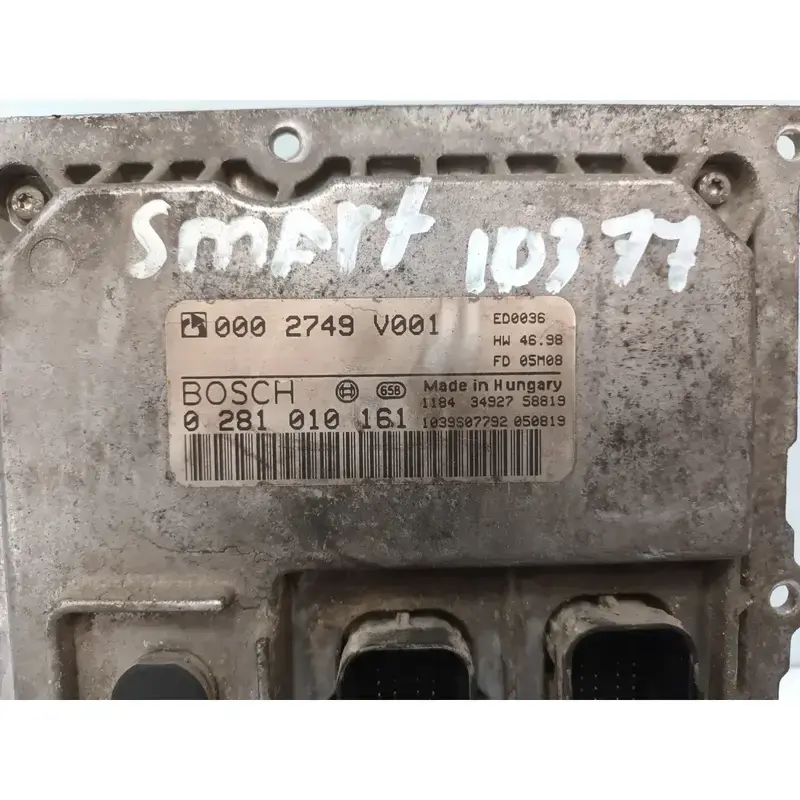 smart 10377
000 2749 V001
ED0036
HW 46.98
FD 05M08
BOSCH 65B Made in Hungary
1184 34927 58819
0 281 010 161
1039S07792 050819